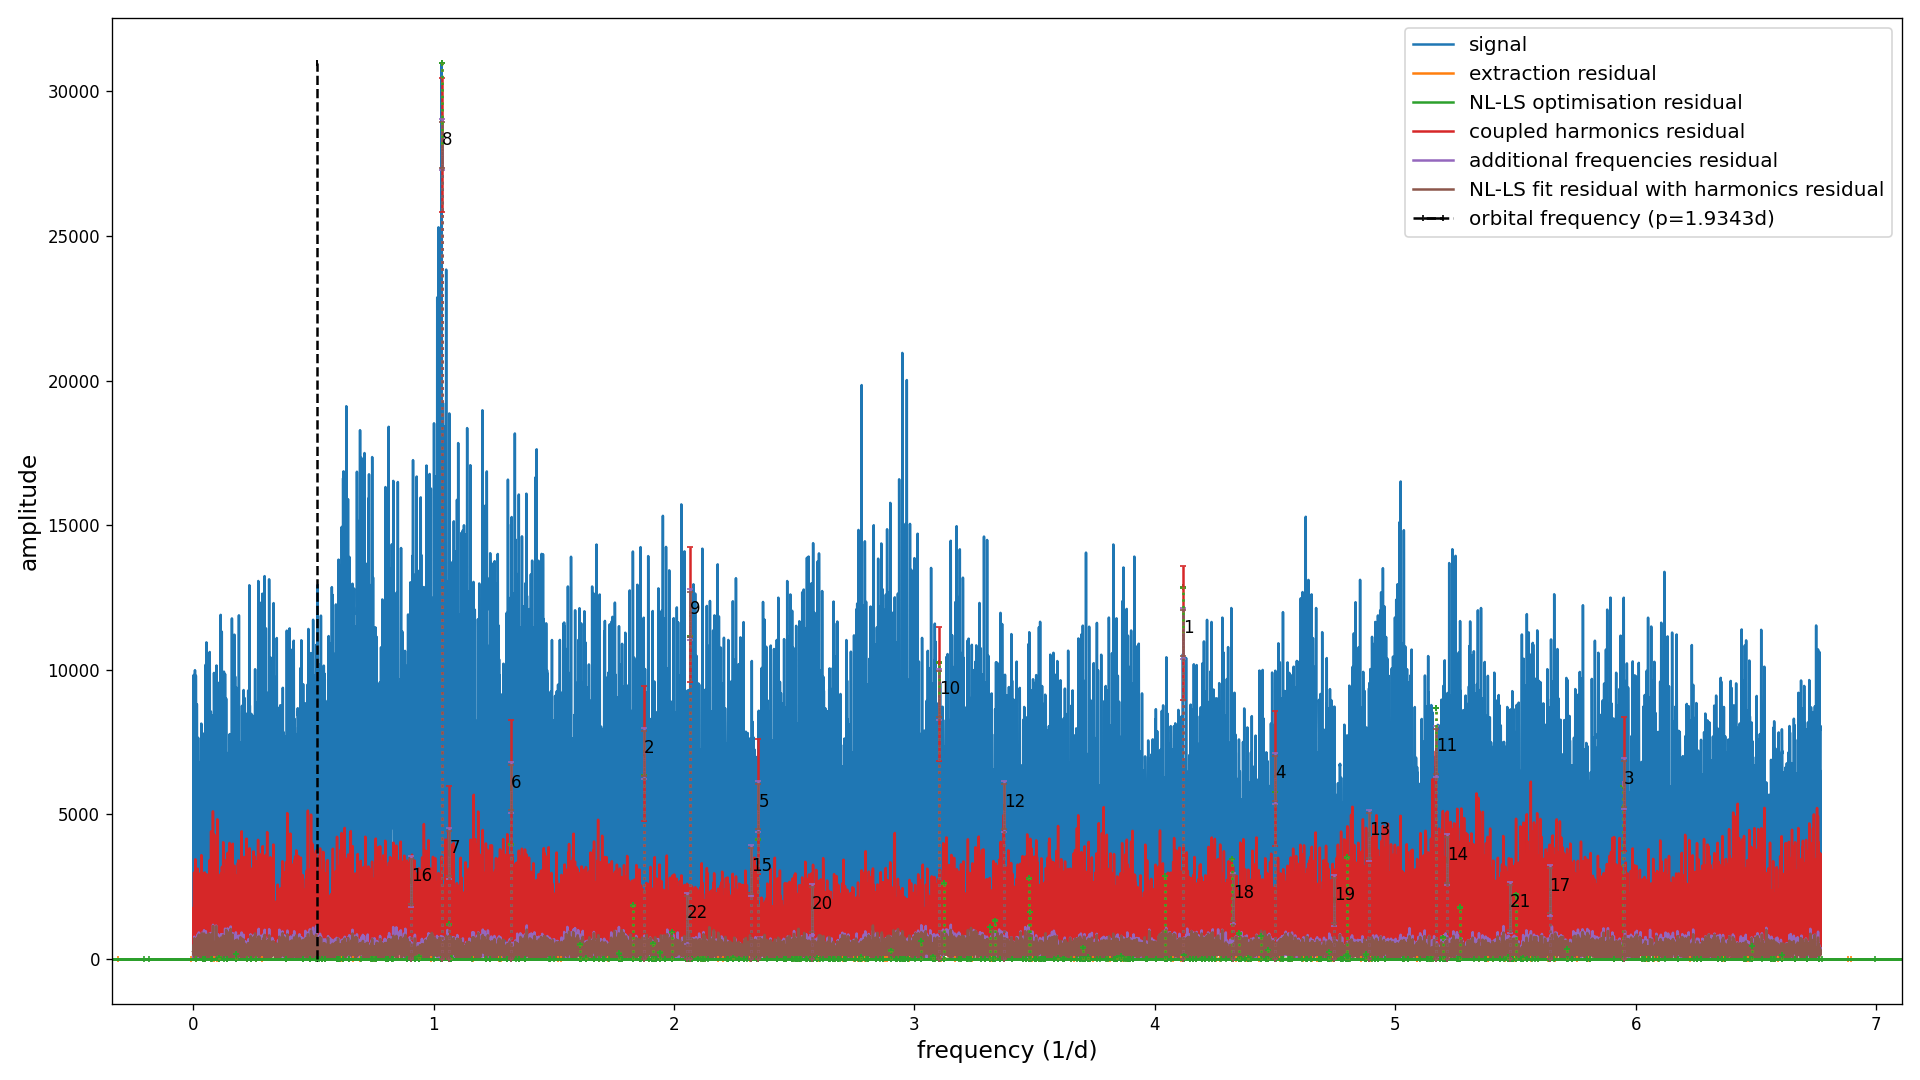 signal
extraction residual
NL-LS optimisation residual
coupled harmonics residual
additional frequencies residual
NL-LS fit residual with harmonics residual
orbital frequency (p=1.9343d)
amplitude
30000
25000
20000
15000
10000
5000
0
8
9
1
10
2
11
6
4
3
5
12
7
13
16
15
14
18
17
19
20
21
22
0 1 2 3 4 5 6 7
frequency (1/d)